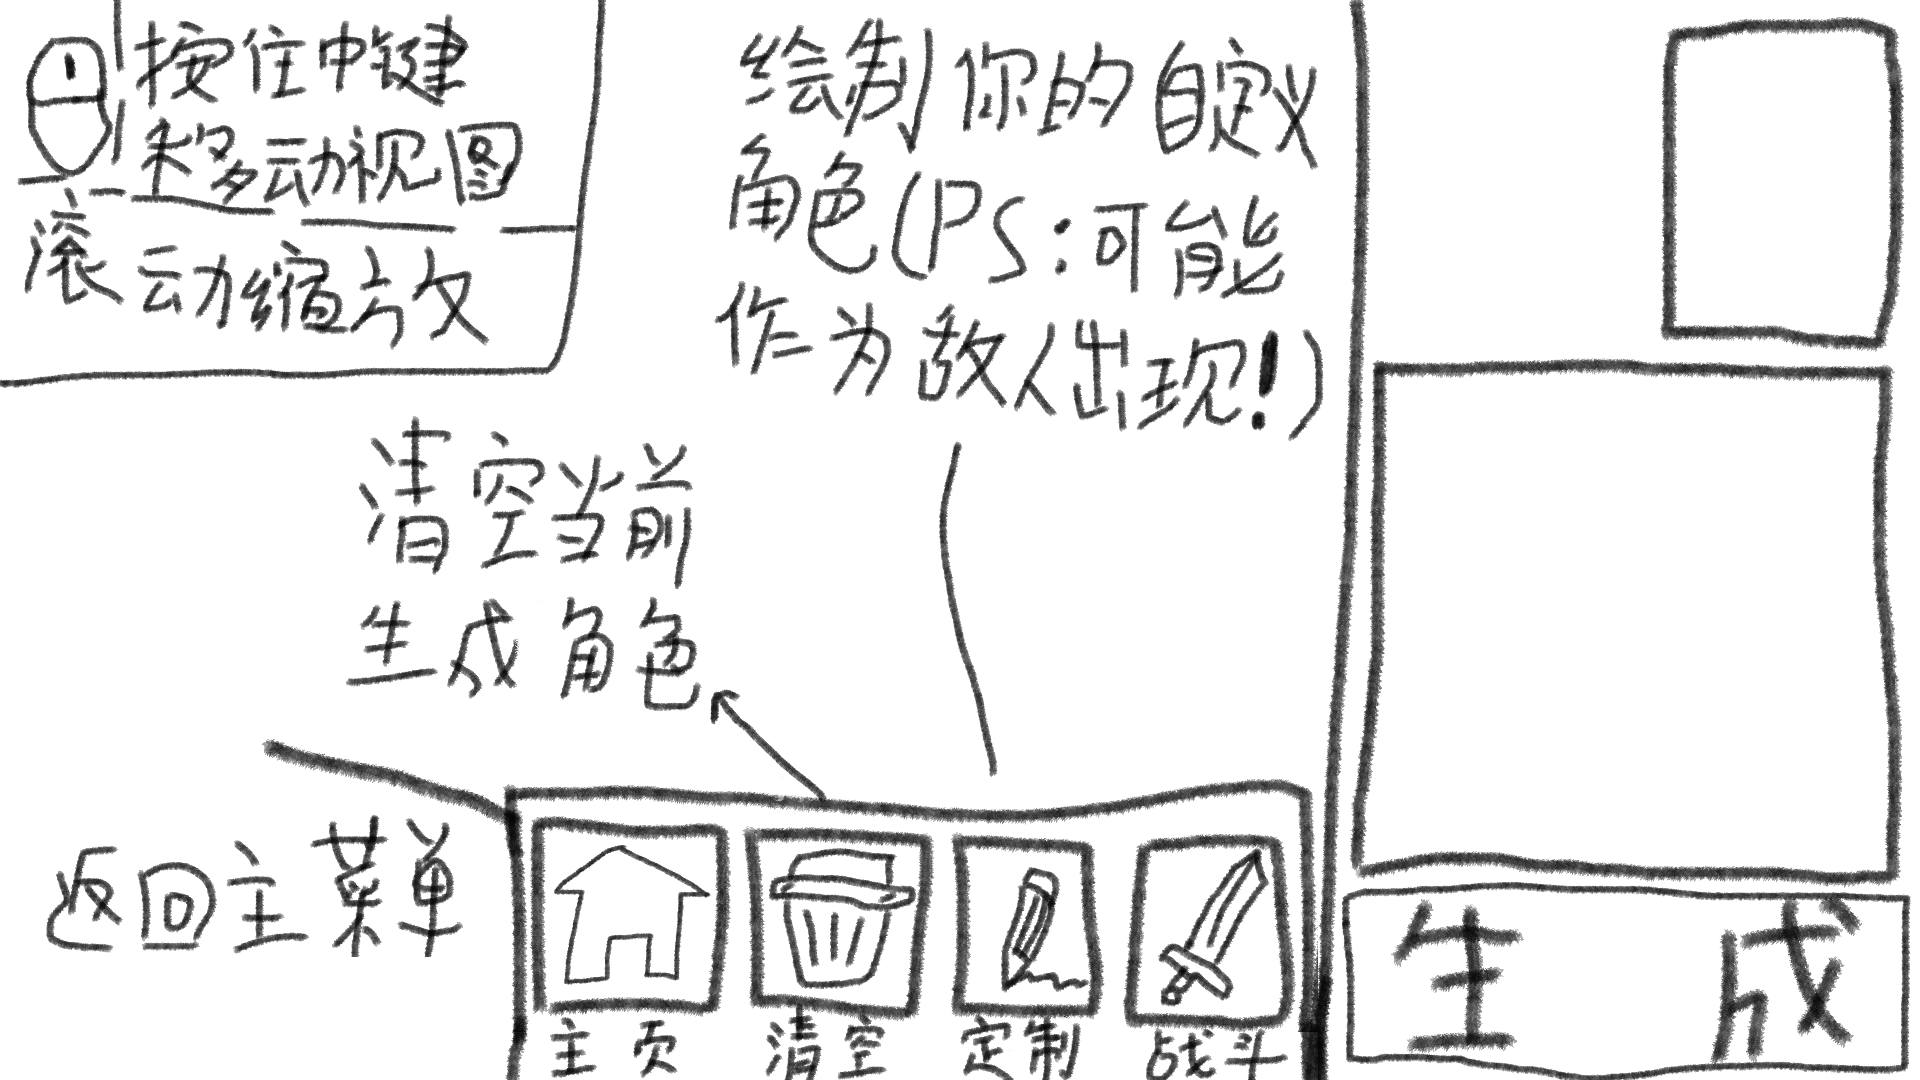 按住中键
移动视图
滚动缩放
绘制你的自定义
角色(PS:可能
作为敌人出现!)
清空当前
生成角色
返回主菜单
主页
清空
定制
战斗
生成